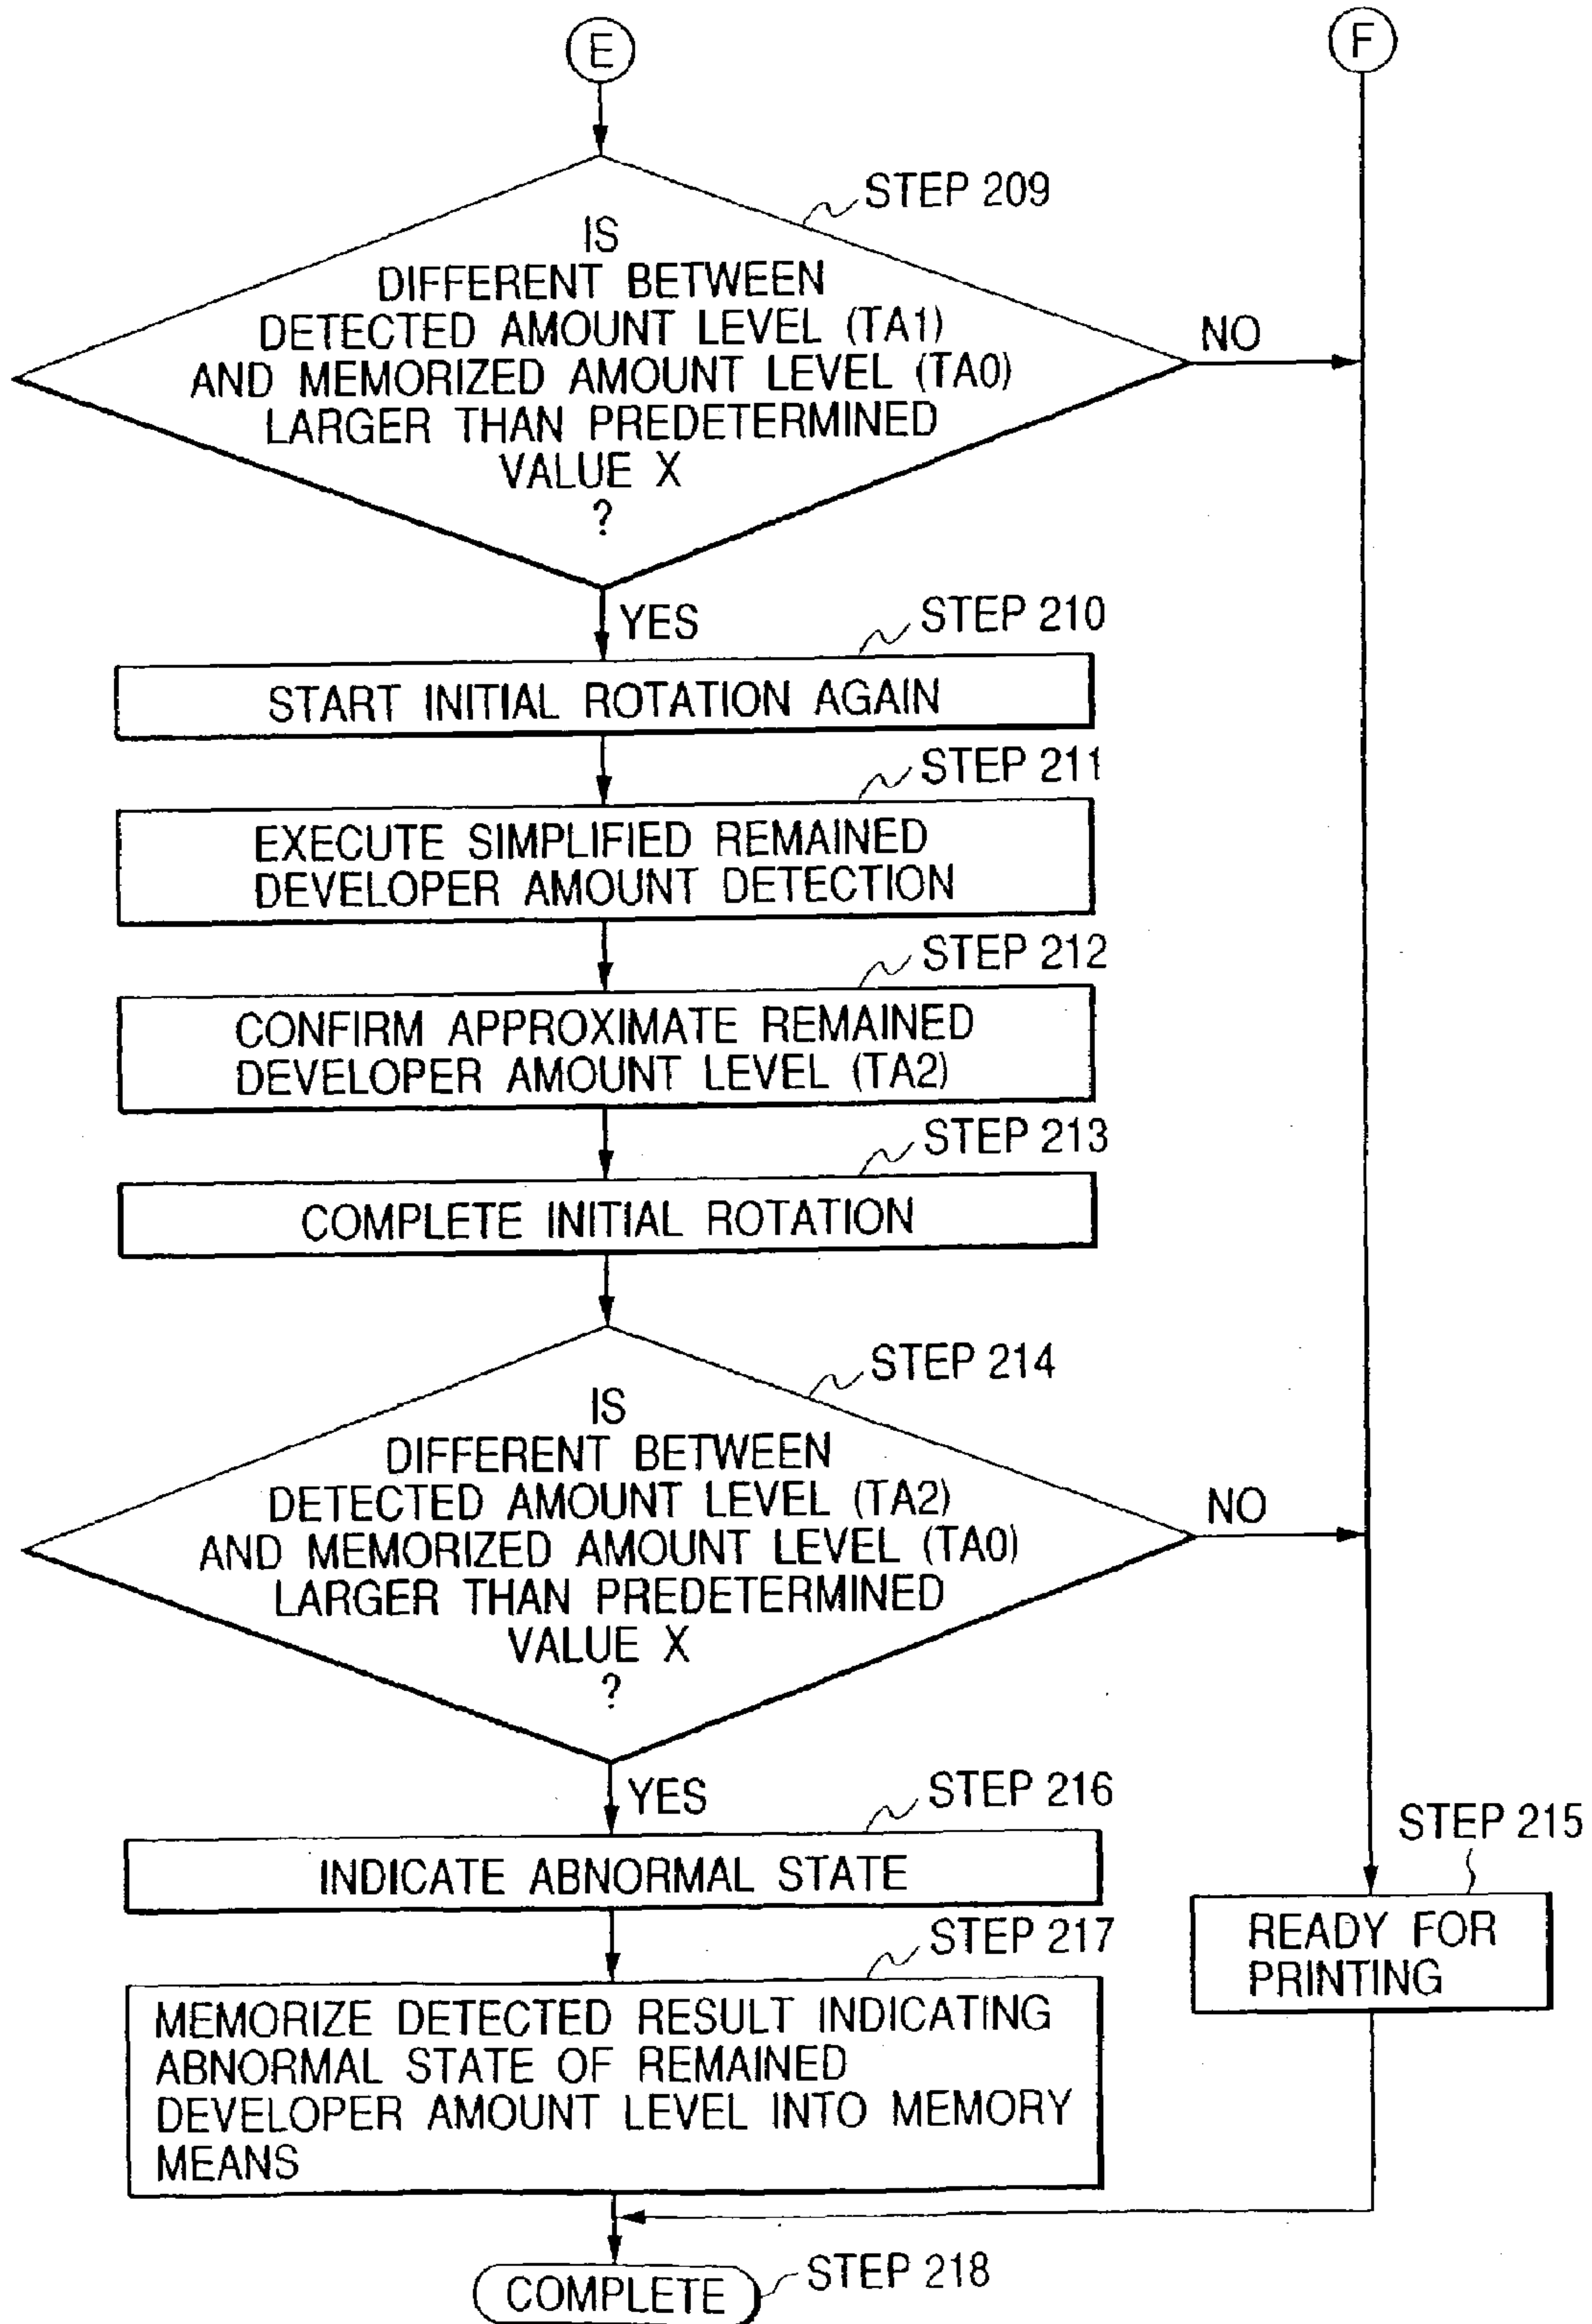 E
F
STEP 209
IS
DIFFERENT BETWEEN
DETECTED AMOUNT LEVEL (TA1)
AND MEMORIZED AMOUNT LEVEL (TA0)
LARGER THAN PREDETERMINED
VALUE X
?
NO
YES
STEP 210
START INITIAL ROTATION AGAIN
STEP 211
EXECUTE SIMPLIFIED REMAINED
DEVELOPER AMOUNT DETECTION
STEP 212
CONFIRM APPROXIMATE REMAINED
DEVELOPER AMOUNT LEVEL (TA2)
STEP 213
COMPLETE INITIAL ROTATION
STEP 214
IS
DIFFERENT BETWEEN
DETECTED AMOUNT LEVEL (TA2)
AND MEMORIZED AMOUNT LEVEL (TA0)
LARGER THAN PREDETERMINED
VALUE X
?
NO
YES
STEP 216
INDICATE ABNORMAL STATE
STEP 215
READY FOR
PRINTING
STEP 217
MEMORIZE DETECTED RESULT INDICATING
ABNORMAL STATE OF REMAINED
DEVELOPER AMOUNT LEVEL INTO MEMORY
MEANS
COMPLETE
STEP 218